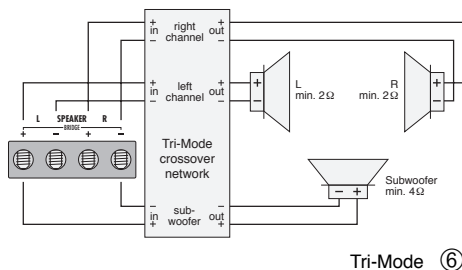 + in − right channel + out −
+ in − left channel + out −
L SPEAKER R
BRIDGE
+ − + −
Tri-Mode
crossover
network
− in + sub-woofer − out +
+ −
L
min. 2Ω
R
min. 2Ω
+ −
− +
Subwoofer
min. 4Ω
Tri-Mode ⑥